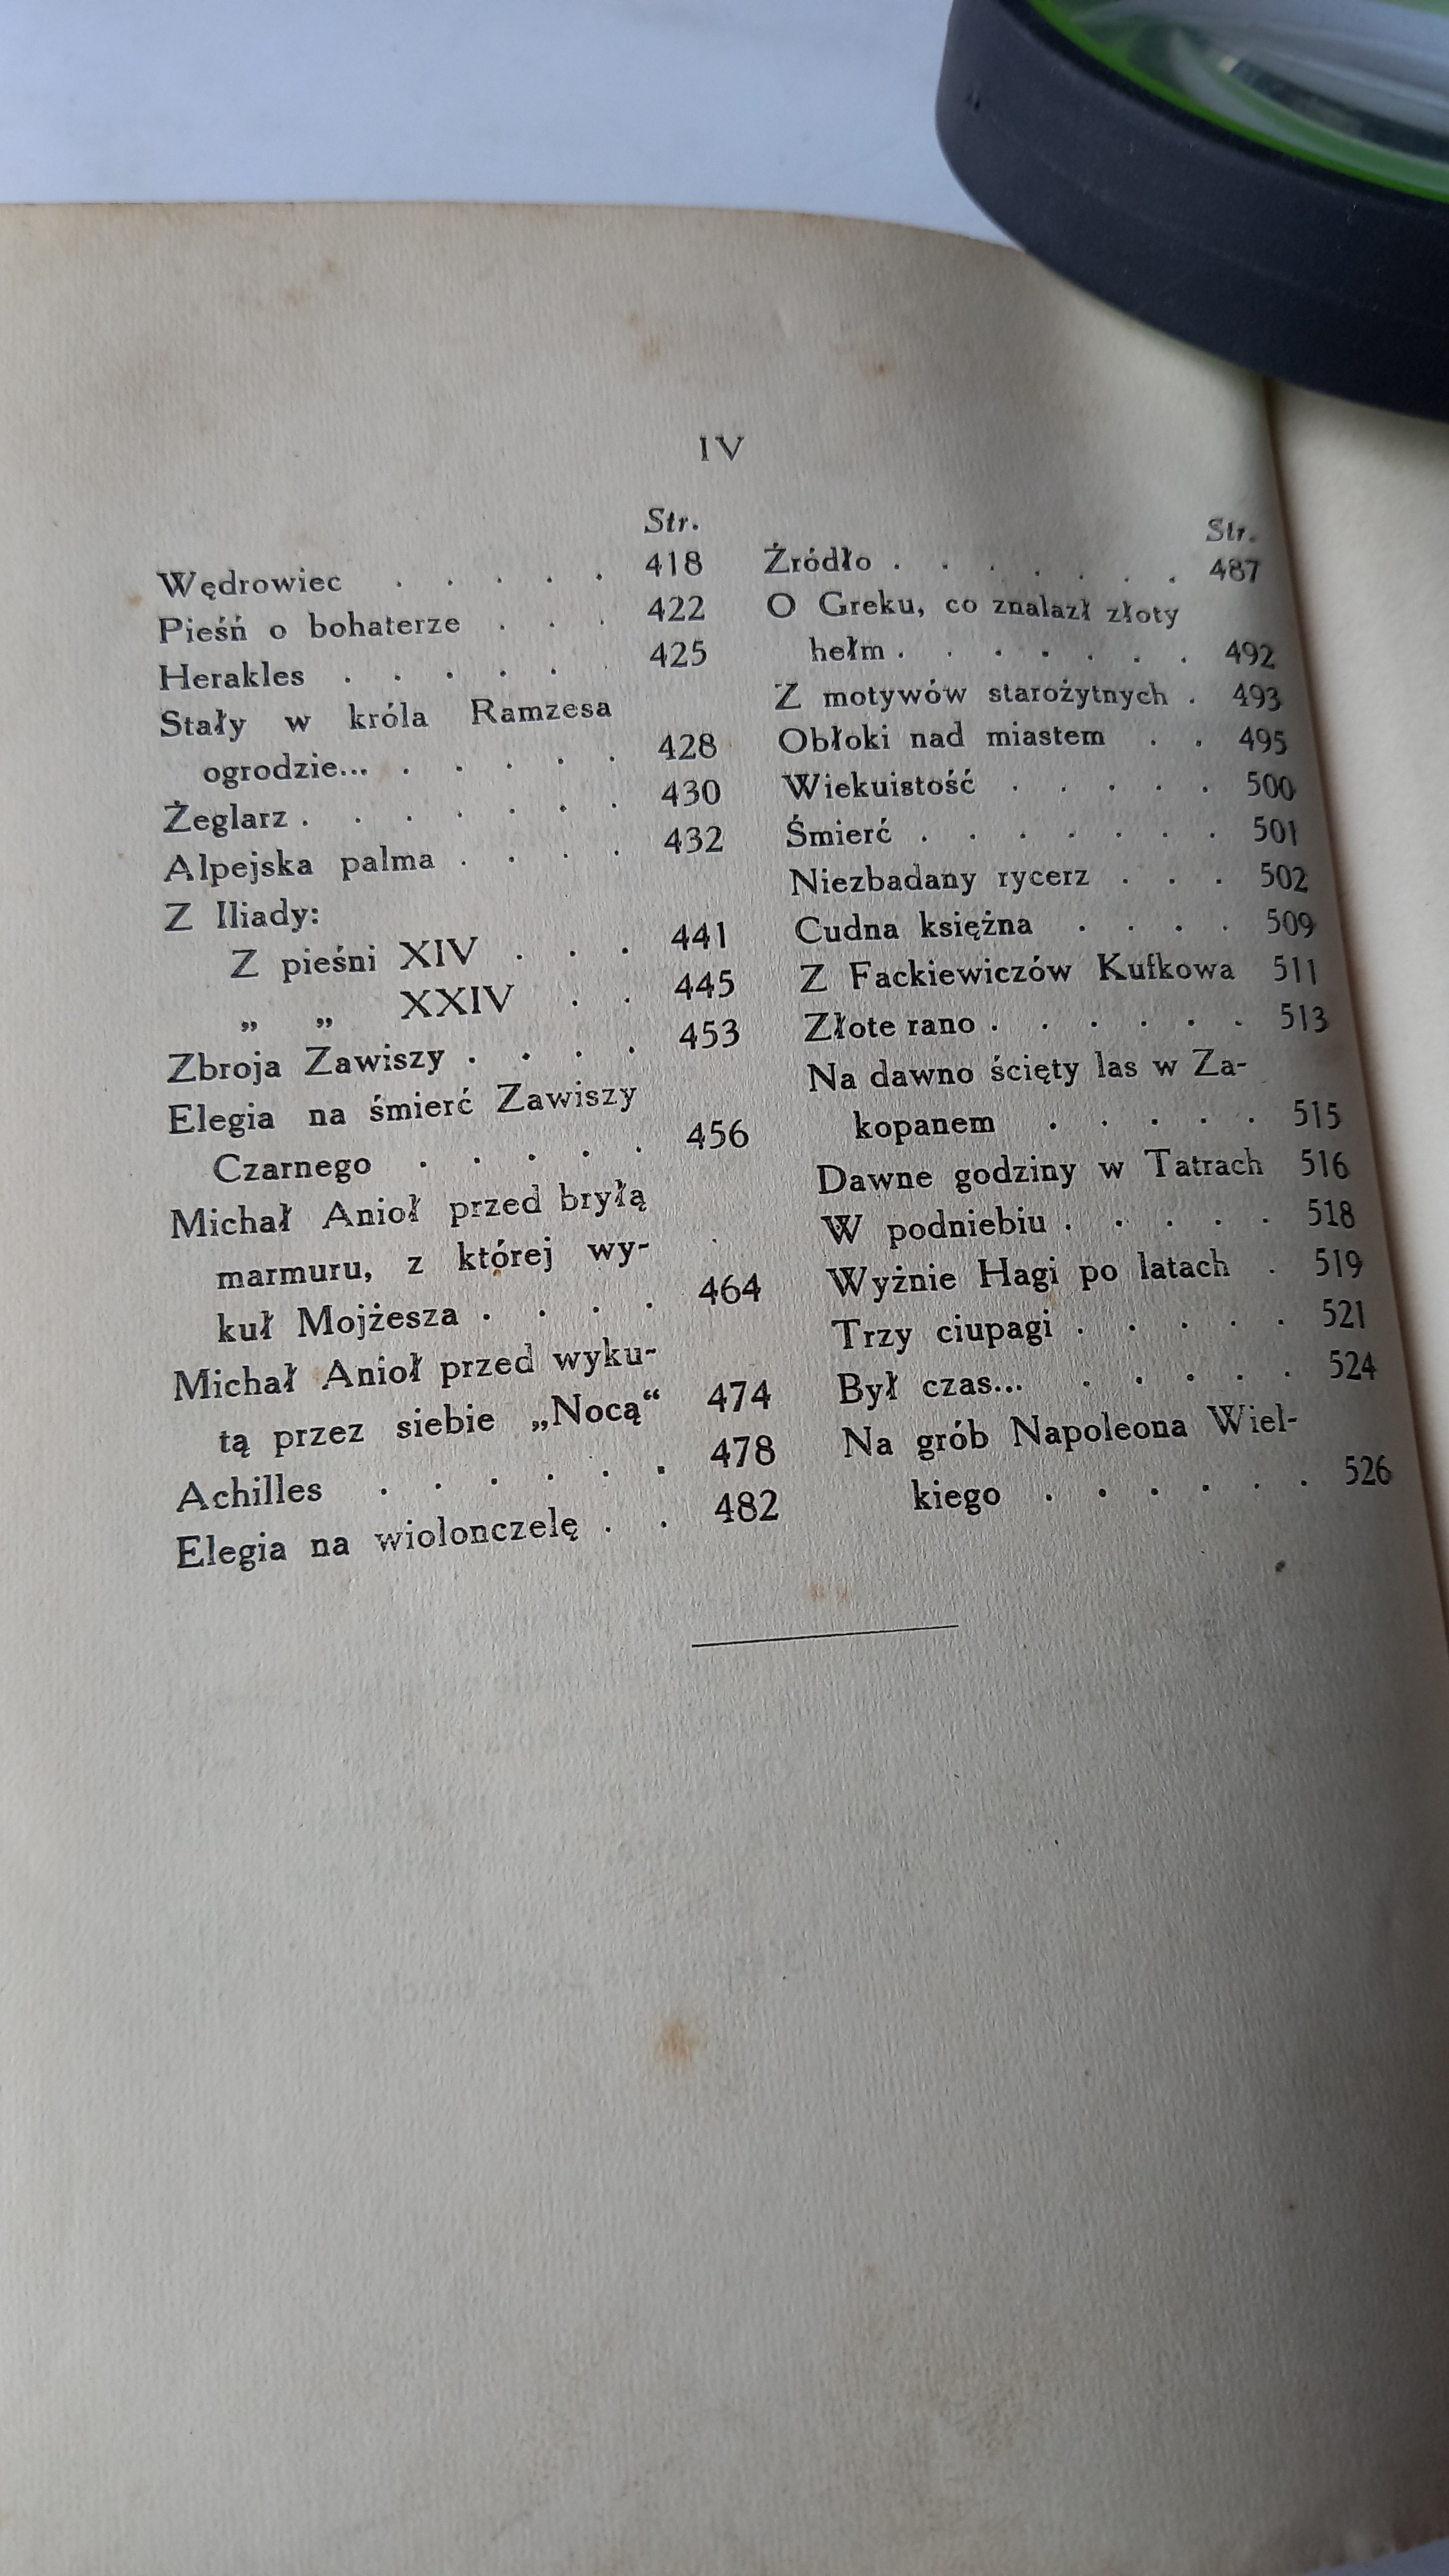 IV
Str.
Wędrowiec . . . . . 418
Pieśń o bohaterze . . . 422
Herakles . . . . . . 425
Stały w króla Ramzesa
ogrodzie... . . . . . 428
Żeglarz . . . . . . . 430
Alpejska palma . . . . 432
Z Iliady:
Z pieśni XIV . . . 441
„ „ XXIV . . 445
Zbroja Zawiszy . . . . 453
Elegia na śmierć Zawiszy
Czarnego . . . . . 456
Michał Anioł przed bryłą
marmuru, z której wy-
kuł Mojżesza . . . . 464
Michał Anioł przed wyku-
tą przez siebie „Nocą“ 474
Achilles . . . . . . 478
Elegia na wiolonczelę . . 482
Str.
Źródło . . . . . . . 487
O Greku, co znalazł złoty
hełm . . . . . . . 492
Z motywów starożytnych . 493
Obłoki nad miastem . . 495
Wiekuistość . . . . . 500
Śmierć . . . . . . . 501
Niezbadany rycerz . . . 502
Cudna księżna . . . . 509
Z Fackiewiczów Kufkowa 511
Złote rano . . . . . . 513
Na dawno ścięty las w Za-
kopanem . . . . . 515
Dawne godziny w Tatrach 516
W podniebiu . . . . . 518
Wyżnie Hagi po latach . 519
Trzy ciupagi . . . . . 521
Był czas... . . . . . 524
Na grób Napoleona Wiel-
kiego . . . . . . 526